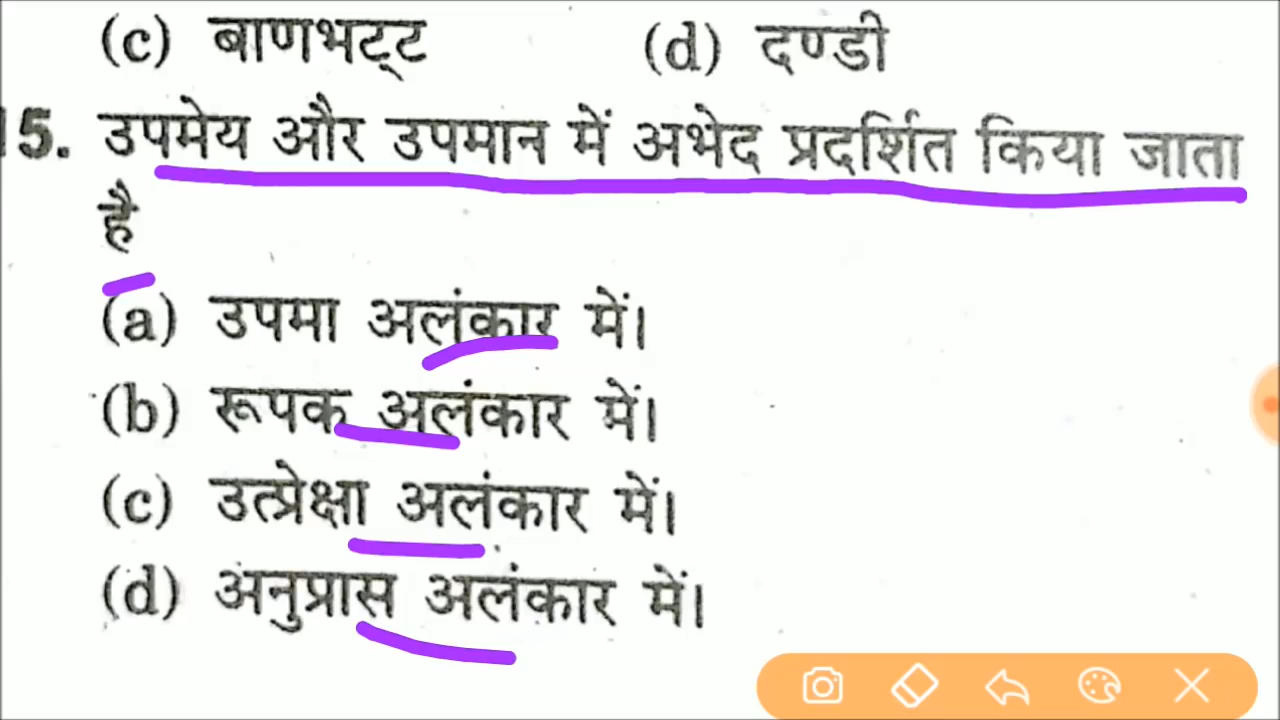 (c) बाणभट्ट (d) दण्डी
15. उपमेय और उपमान में अभेद प्रदर्शित किया जाता
है
(a) उपमा अलंकार में।
(b) रूपक अलंकार में।
(c) उत्प्रेक्षा अलंकार में।
(d) अनुप्रास अलंकार में।